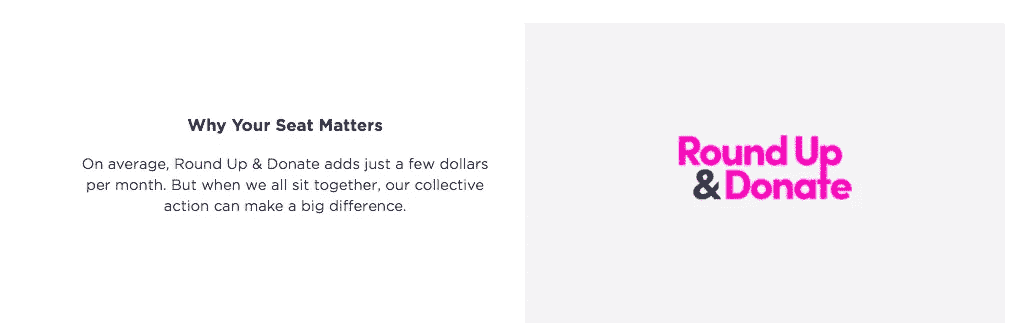 Why Your Seat Matters
On average, Round Up & Donate adds just a few dollars
per month. But when we all sit together, our collective
action can make a big difference.
Round Up
& Donate